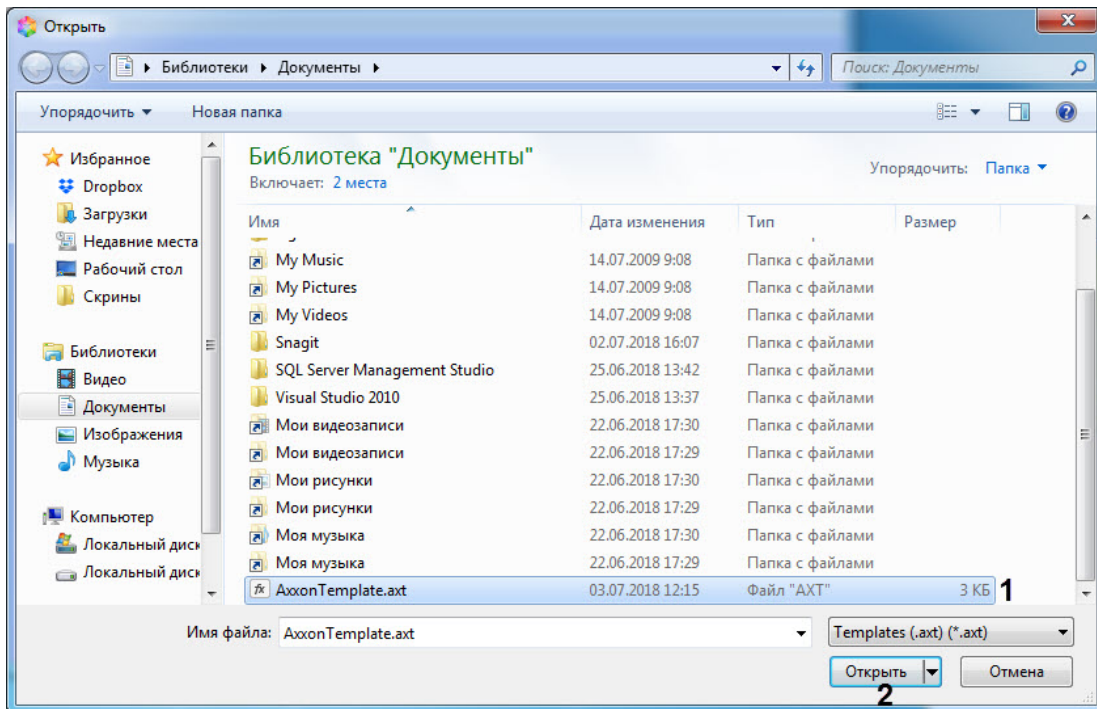 Открыть
Библиотеки Документы
Поиск: Документы
Упорядочить Новая папка
Избранное
Dropbox
Загрузки
Недавние места
Рабочий стол
Скрины
Библиотеки
Видео
Документы
Изображения
Музыка
Компьютер
Локальный диск
Локальный диск
Библиотека "Документы"
Включает: 2 места
Упорядочить: Папка
Имя Дата изменения Тип Размер
My Music 14.07.2009 9:08 Папка с файлами
My Pictures 14.07.2009 9:08 Папка с файлами
My Videos 14.07.2009 9:08 Папка с файлами
Snagit 02.07.2018 16:07 Папка с файлами
SQL Server Management Studio 25.06.2018 13:42 Папка с файлами
Visual Studio 2010 25.06.2018 13:37 Папка с файлами
Мои видеозаписи 22.06.2018 17:30 Папка с файлами
Мои видеозаписи 22.06.2018 17:29 Папка с файлами
Мои рисунки 22.06.2018 17:30 Папка с файлами
Мои рисунки 22.06.2018 17:29 Папка с файлами
Моя музыка 22.06.2018 17:30 Папка с файлами
Моя музыка 22.06.2018 17:29 Папка с файлами
AxxonTemplate.axt 03.07.2018 12:15 Файл "AXT" 3 КБ 1
Имя файла: AxxonTemplate.axt Templates (.axt) (*.axt)
Открыть Отмена
2